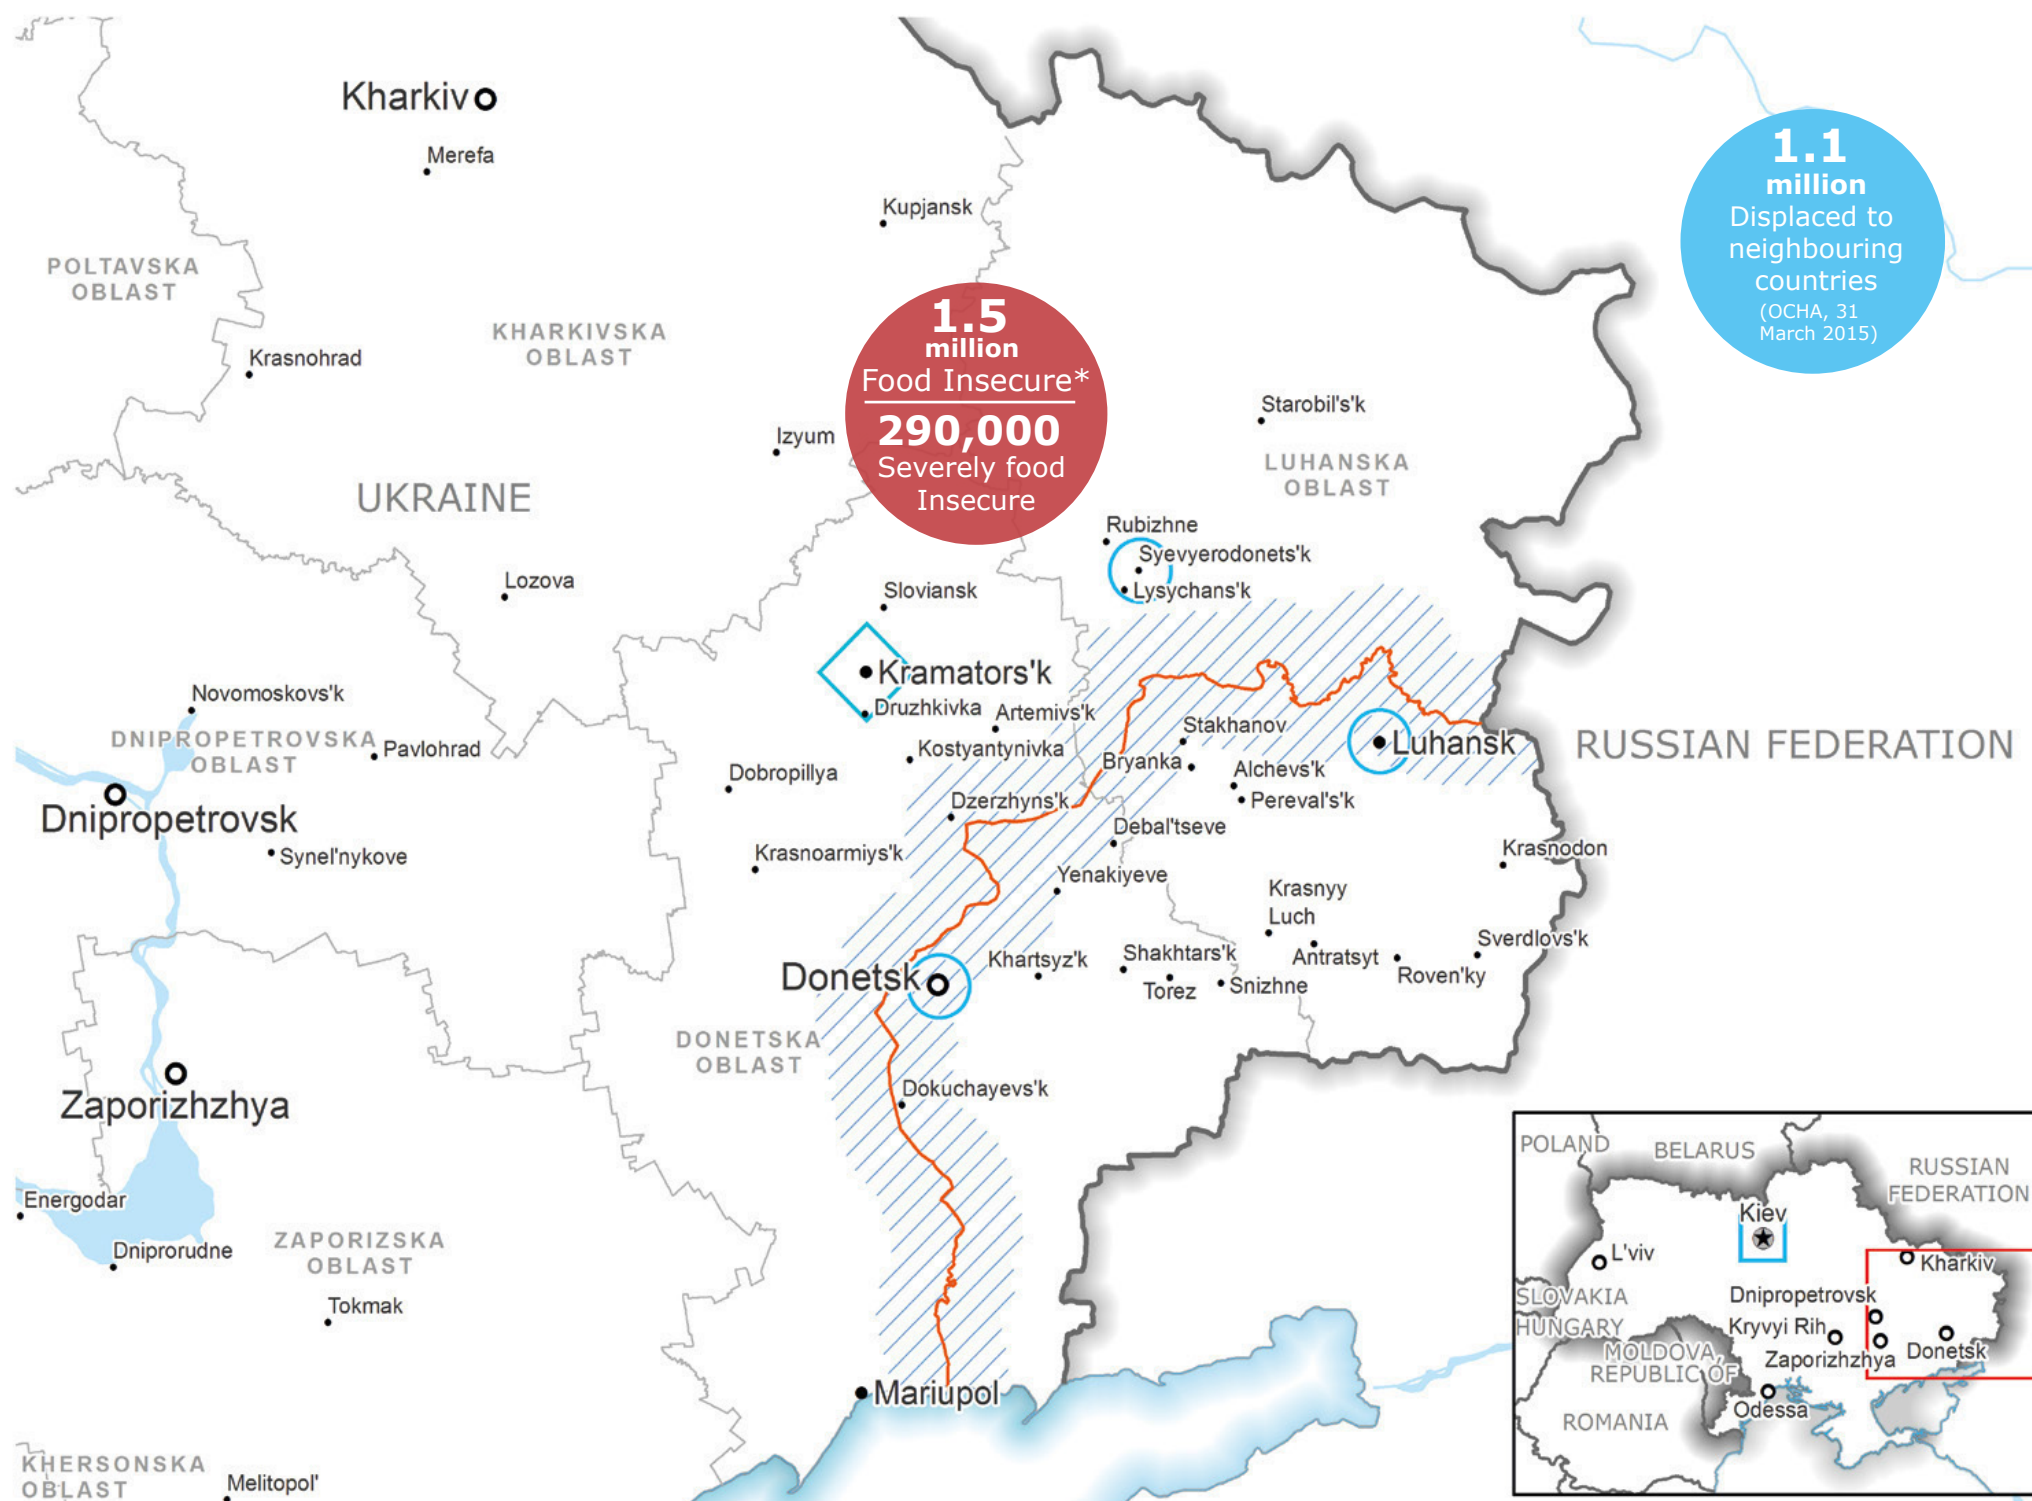 Kharkiv
Merefa
Kupjansk
POLTAVSKA
OBLAST
KHARKIVSKA
OBLAST
Krasnohrad
Izyum
UKRAINE
Lozova
1.5
million
Food Insecure*
290,000
Severely food
Insecure
1.1
million
Displaced to
neighbouring
countries
(OCHA, 31
March 2015)
Starobil's'k
LUHANSKA
OBLAST
Rubizhne
Syevyerodonets'k
Lysychans'k
Sloviansk
Kramators'k
Druzhkivka
Artemivs'k
Kostyantynivka
Novomoskovs'k
DNIPROPETROVSKA
OBLAST
Pavlohrad
Dnipropetrovsk
Synel'nykove
Dobropillya
Dzerzhyns'k
Krasnoarmiys'k
Stakhanov
Bryanka
Luhansk
Alchevs'k
Pereval's'k
Debal'tseve
Yenakiyeve
RUSSIAN FEDERATION
Krasnodon
Krasnyy
Luch
Antratsyt
Sverdlovs'k
Roven'ky
Donetsk
Khartsyz'k
Shakhtars'k
Torez
Snizhne
DONETSKA
OBLAST
Dokuchayevs'k
Zaporizhzhya
Energodar
Dniprorudne
ZAPORIZSKA
OBLAST
Tokmak
Mariupol
KHERSONSKA
OBLAST
Melitopol'
POLAND
BELARUS
RUSSIAN
FEDERATION
Kiev
L'viv
Kharkiv
SLOVAKIA
HUNGARY
Dnipropetrovsk
Kryvyi Rih
MOLDOVA,
REPUBLIC OF
Zaporizhzhya
Donetsk
Odessa
ROMANIA